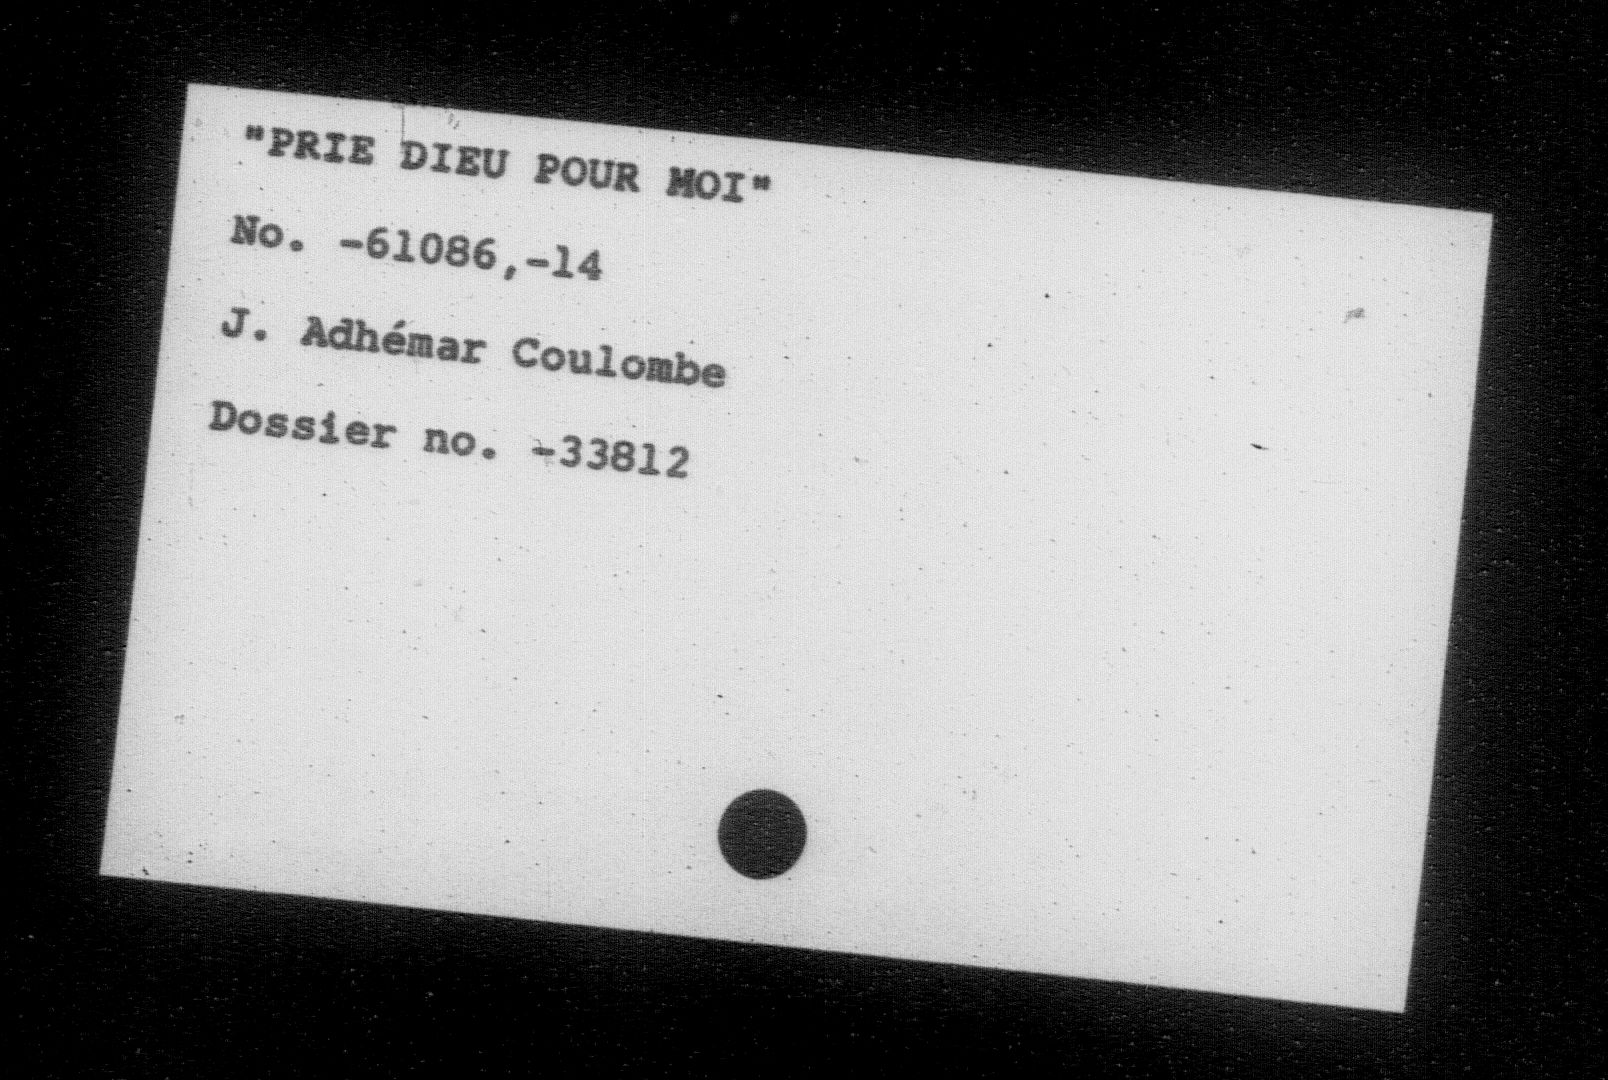 "PRIE DIEU POUR MOI"
No. -61086,-14
J. Adhémar Coulombe
Dossier no. -33812